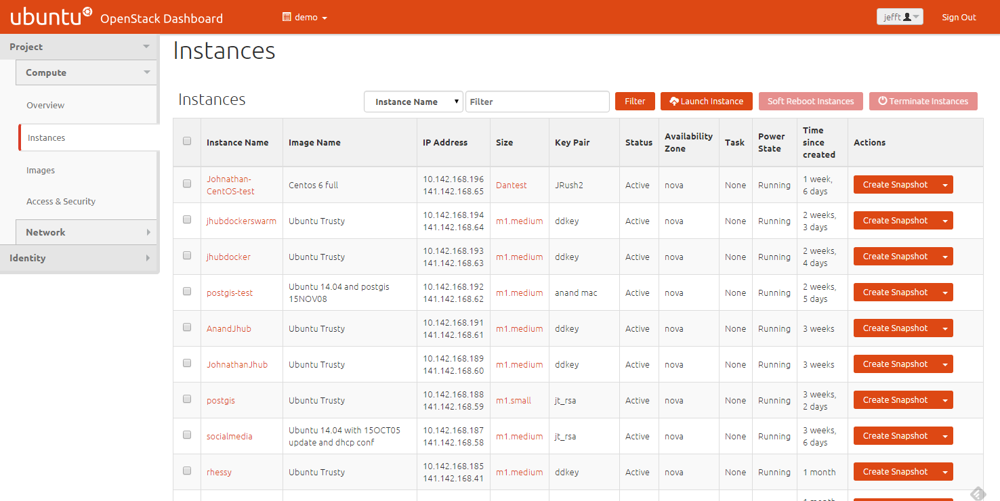 ubuntu OpenStack Dashboard demo jefft Sign Out
Project
Compute
Overview
Instances
Images
Access & Security
Network
Identity
Instances
Instances Instance Name Filter Filter Launch Instance Soft Reboot Instances Terminate Instances
Instance Name Image Name IP Address Size Key Pair Status Availability Zone Task Power State Time since created Actions
Johnathan-CentOS-test Centos 6 full 10.142.168.196 141.142.168.65 Dantest JRush2 Active nova None Running 1 week, 6 days Create Snapshot
jhubdockerswarm Ubuntu Trusty 10.142.168.194 141.142.168.64 m1.medium ddkey Active nova None Running 2 weeks, 3 days Create Snapshot
jhubdocker Ubuntu Trusty 10.142.168.193 141.142.168.63 m1.medium ddkey Active nova None Running 2 weeks, 4 days Create Snapshot
postgis-test Ubuntu 14.04 and postgis 15NOV08 10.142.168.192 141.142.168.62 m1.medium anand mac Active nova None Running 2 weeks, 5 days Create Snapshot
AnandJhub Ubuntu Trusty 10.142.168.191 141.142.168.61 m1.medium ddkey Active nova None Running 3 weeks Create Snapshot
JohnathanJhub Ubuntu Trusty 10.142.168.189 141.142.168.60 m1.medium ddkey Active nova None Running 3 weeks Create Snapshot
postgis Ubuntu Trusty 10.142.168.188 141.142.168.59 m1.small jt_rsa Active nova None Running 3 weeks, 2 days Create Snapshot
socialmedia Ubuntu 14.04 with 15OCT05 update and dhcp conf 10.142.168.187 141.142.168.58 m1.medium jt_rsa Active nova None Running 3 weeks, 6 days Create Snapshot
rhessy Ubuntu Trusty 10.142.168.185 141.142.168.41 m1.medium ddkey Active nova None Running 1 month Create Snapshot